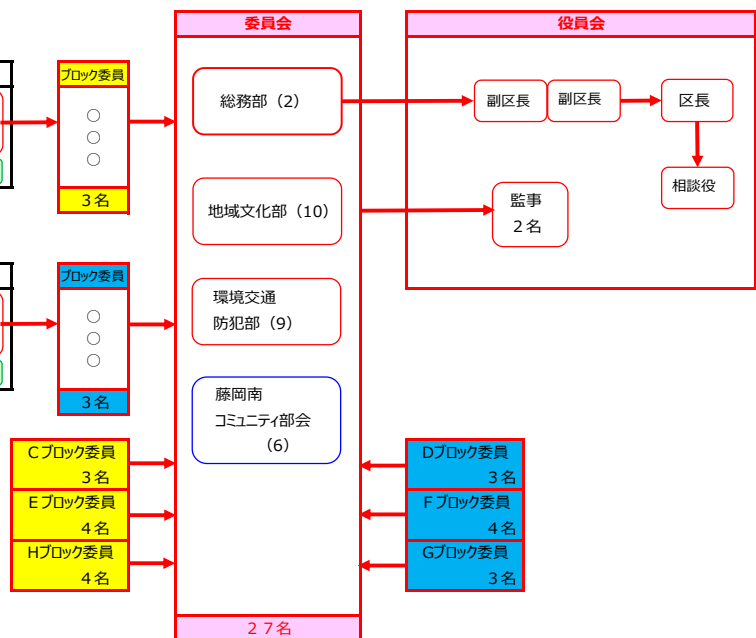 委員会
役員会
ブロック委員
○
○
○
3名
総務部（2）
副区長
副区長
区長
相談役
地域文化部（10）
監事
2名
ブロック委員
○
○
○
3名
環境交通
防犯部（9）
藤岡南
コミュニティ部会
（6）
Cブロック委員
3名
Eブロック委員
4名
Hブロック委員
4名
Dブロック委員
3名
Fブロック委員
4名
Gブロック委員
3名
27名